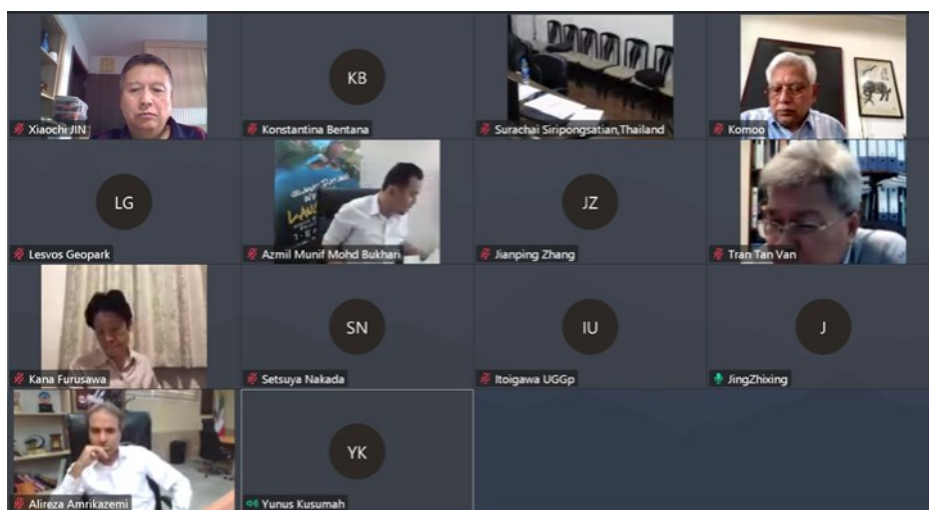 Xiaochi JIN
KB
Konstantina Bentana
Surachai Siripongsatian,Thailand
Komoo
LG
Lesvos Geopark
LANG
Azmil Munif Mohd Bukhari
JZ
Jianping Zhang
Tran Tan Van
Kana Furusawa
SN
Setsuya Nakada
IU
Itoigawa UGGp
J
JingZhixing
Alireza Amrikazemi
YK
Yunus Kusumah